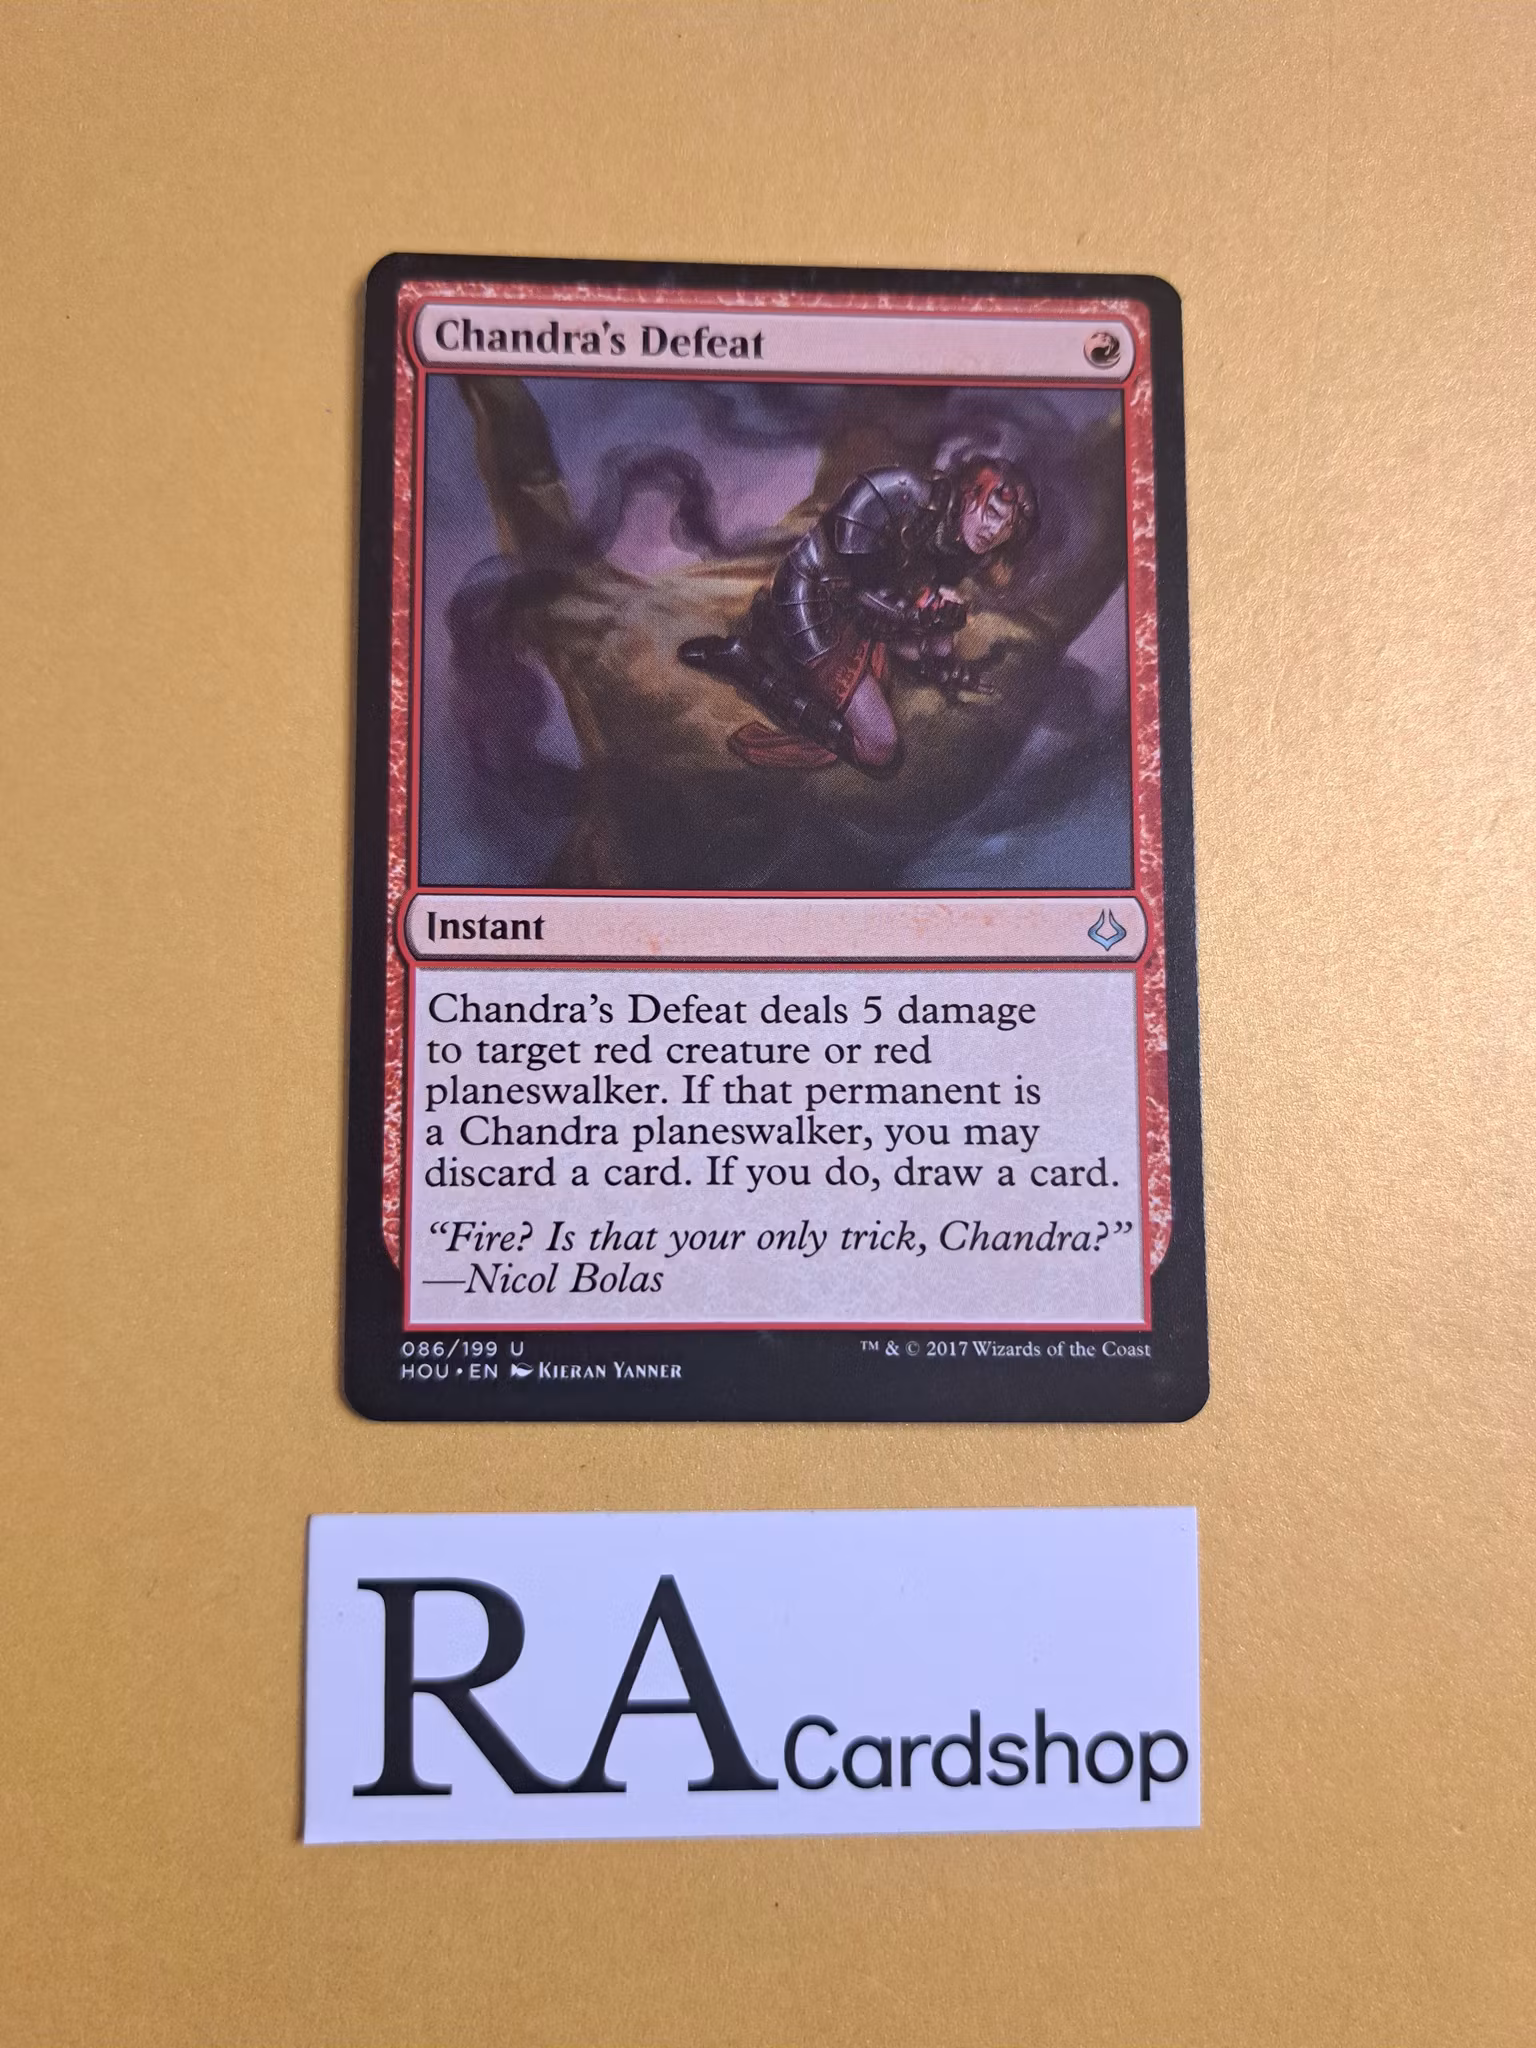 Chandra's Defeat
Instant
Chandra's Defeat deals 5 damage
to target red creature or red
planeswalker. If that permanent is
a Chandra planeswalker, you may
discard a card. If you do, draw a card.
“Fire? Is that your only trick, Chandra?”
—Nicol Bolas
086/199 U
™ & © 2017 Wizards of the Coast
HOU • EN Kieran Yanner
RA Cardshop